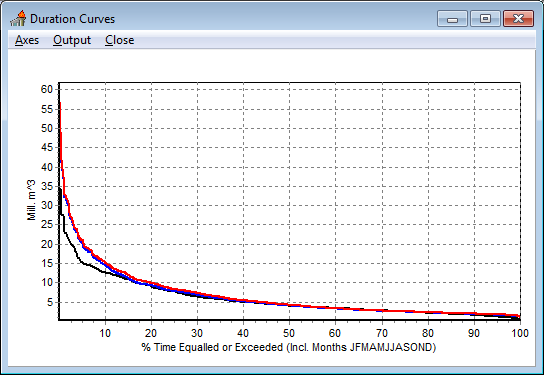 Duration Curves
Axes Output Close
60
55
50
45
40
35
30
25
20
15
10
5
Mill. m^3
10 20 30 40 50 60 70 80 90 100
% Time Equalled or Exceeded (Incl. Months JFMAMJJASOND)